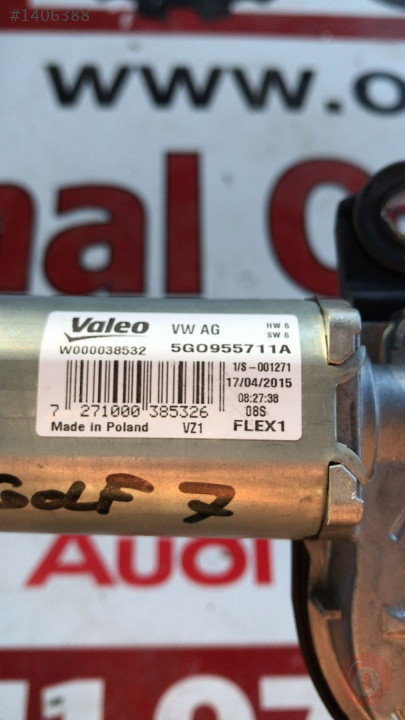 #1406388
www.o
nal O
Valeo VW AG HW 6
SW 6
W000038532 5G0955711A
1/S-001271
17/04/2015
08:27:38
7 271000 385326 08S
Made in Poland VZ1 FLEX1
GOLF 7
Audi